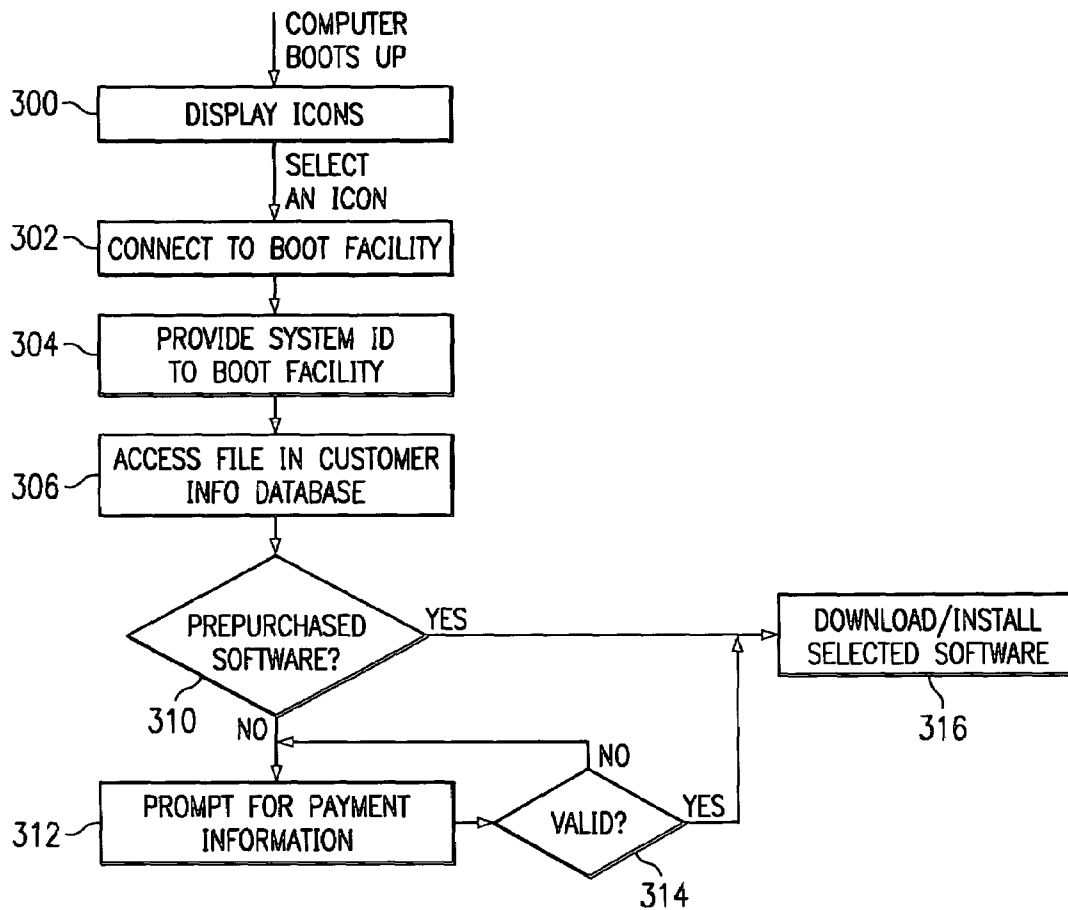 COMPUTER
BOOTS UP
300
DISPLAY ICONS
SELECT
AN ICON
302
CONNECT TO BOOT FACILITY
304
PROVIDE SYSTEM ID
TO BOOT FACILITY
306
ACCESS FILE IN CUSTOMER
INFO DATABASE
PREPURCHASED
SOFTWARE?
YES
310
NO
DOWNLOAD/INSTALL
SELECTED SOFTWARE
316
312
PROMPT FOR PAYMENT
INFORMATION
VALID?
NO
YES
314